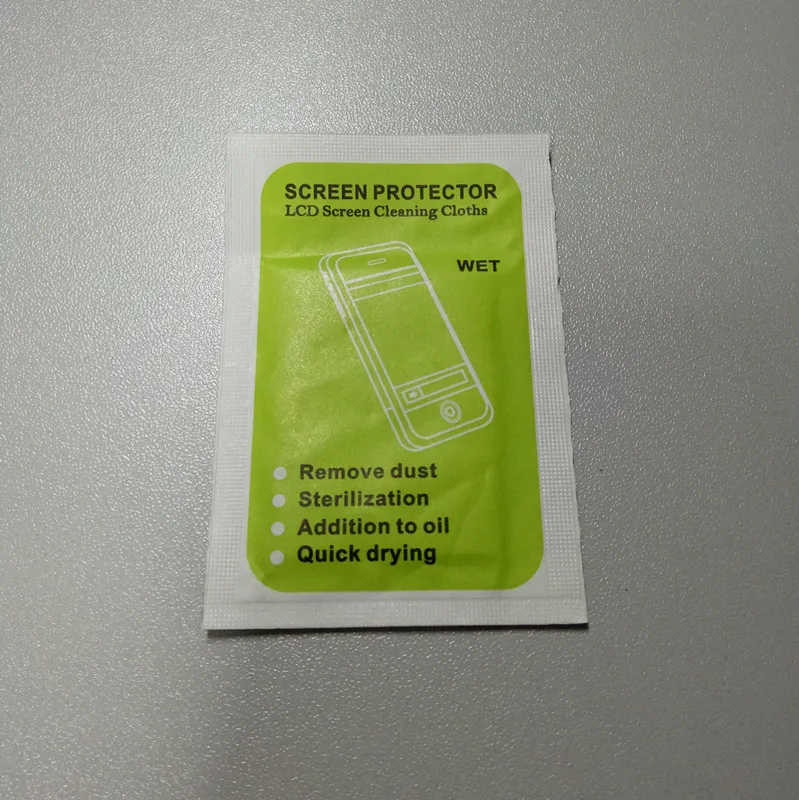 SCREEN PROTECTOR
LCD Screen Cleaning Cloths
WET
Remove dust
Sterilization
Addition to oil
Quick drying